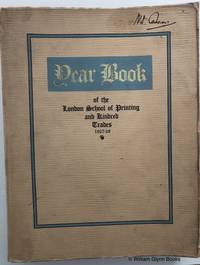 Year Book
of the
London School of Printing
and Kindred
Trades
1927-28
© William Glynn Books